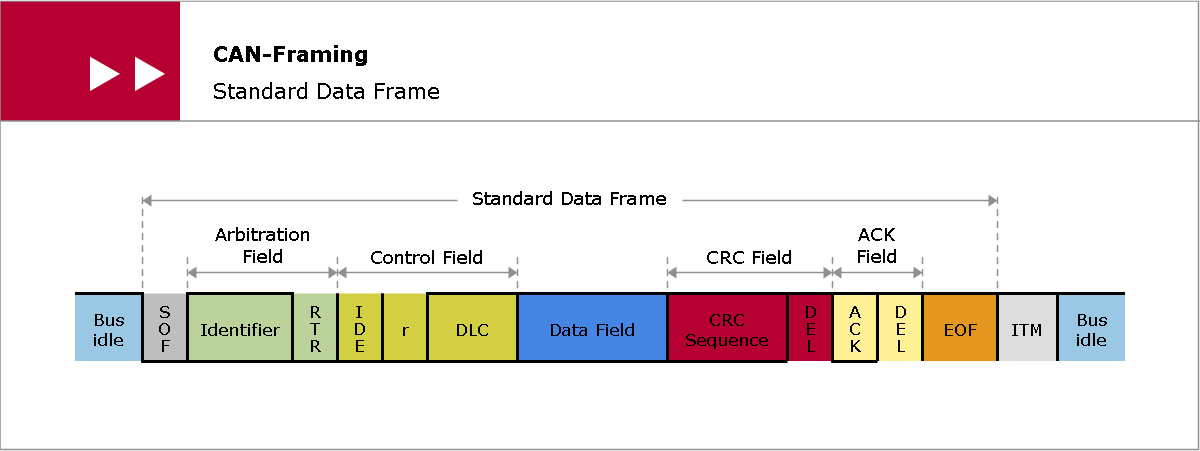 CAN-Framing
Standard Data Frame
Standard Data Frame
Arbitration
Field
Control Field
CRC Field
ACK
Field
Bus
idle
SOF
Identifier
RTR
IDE
r
DLC
Data Field
CRC
Sequence
DEL
ACK
DEL
EOF
ITM
Bus
idle